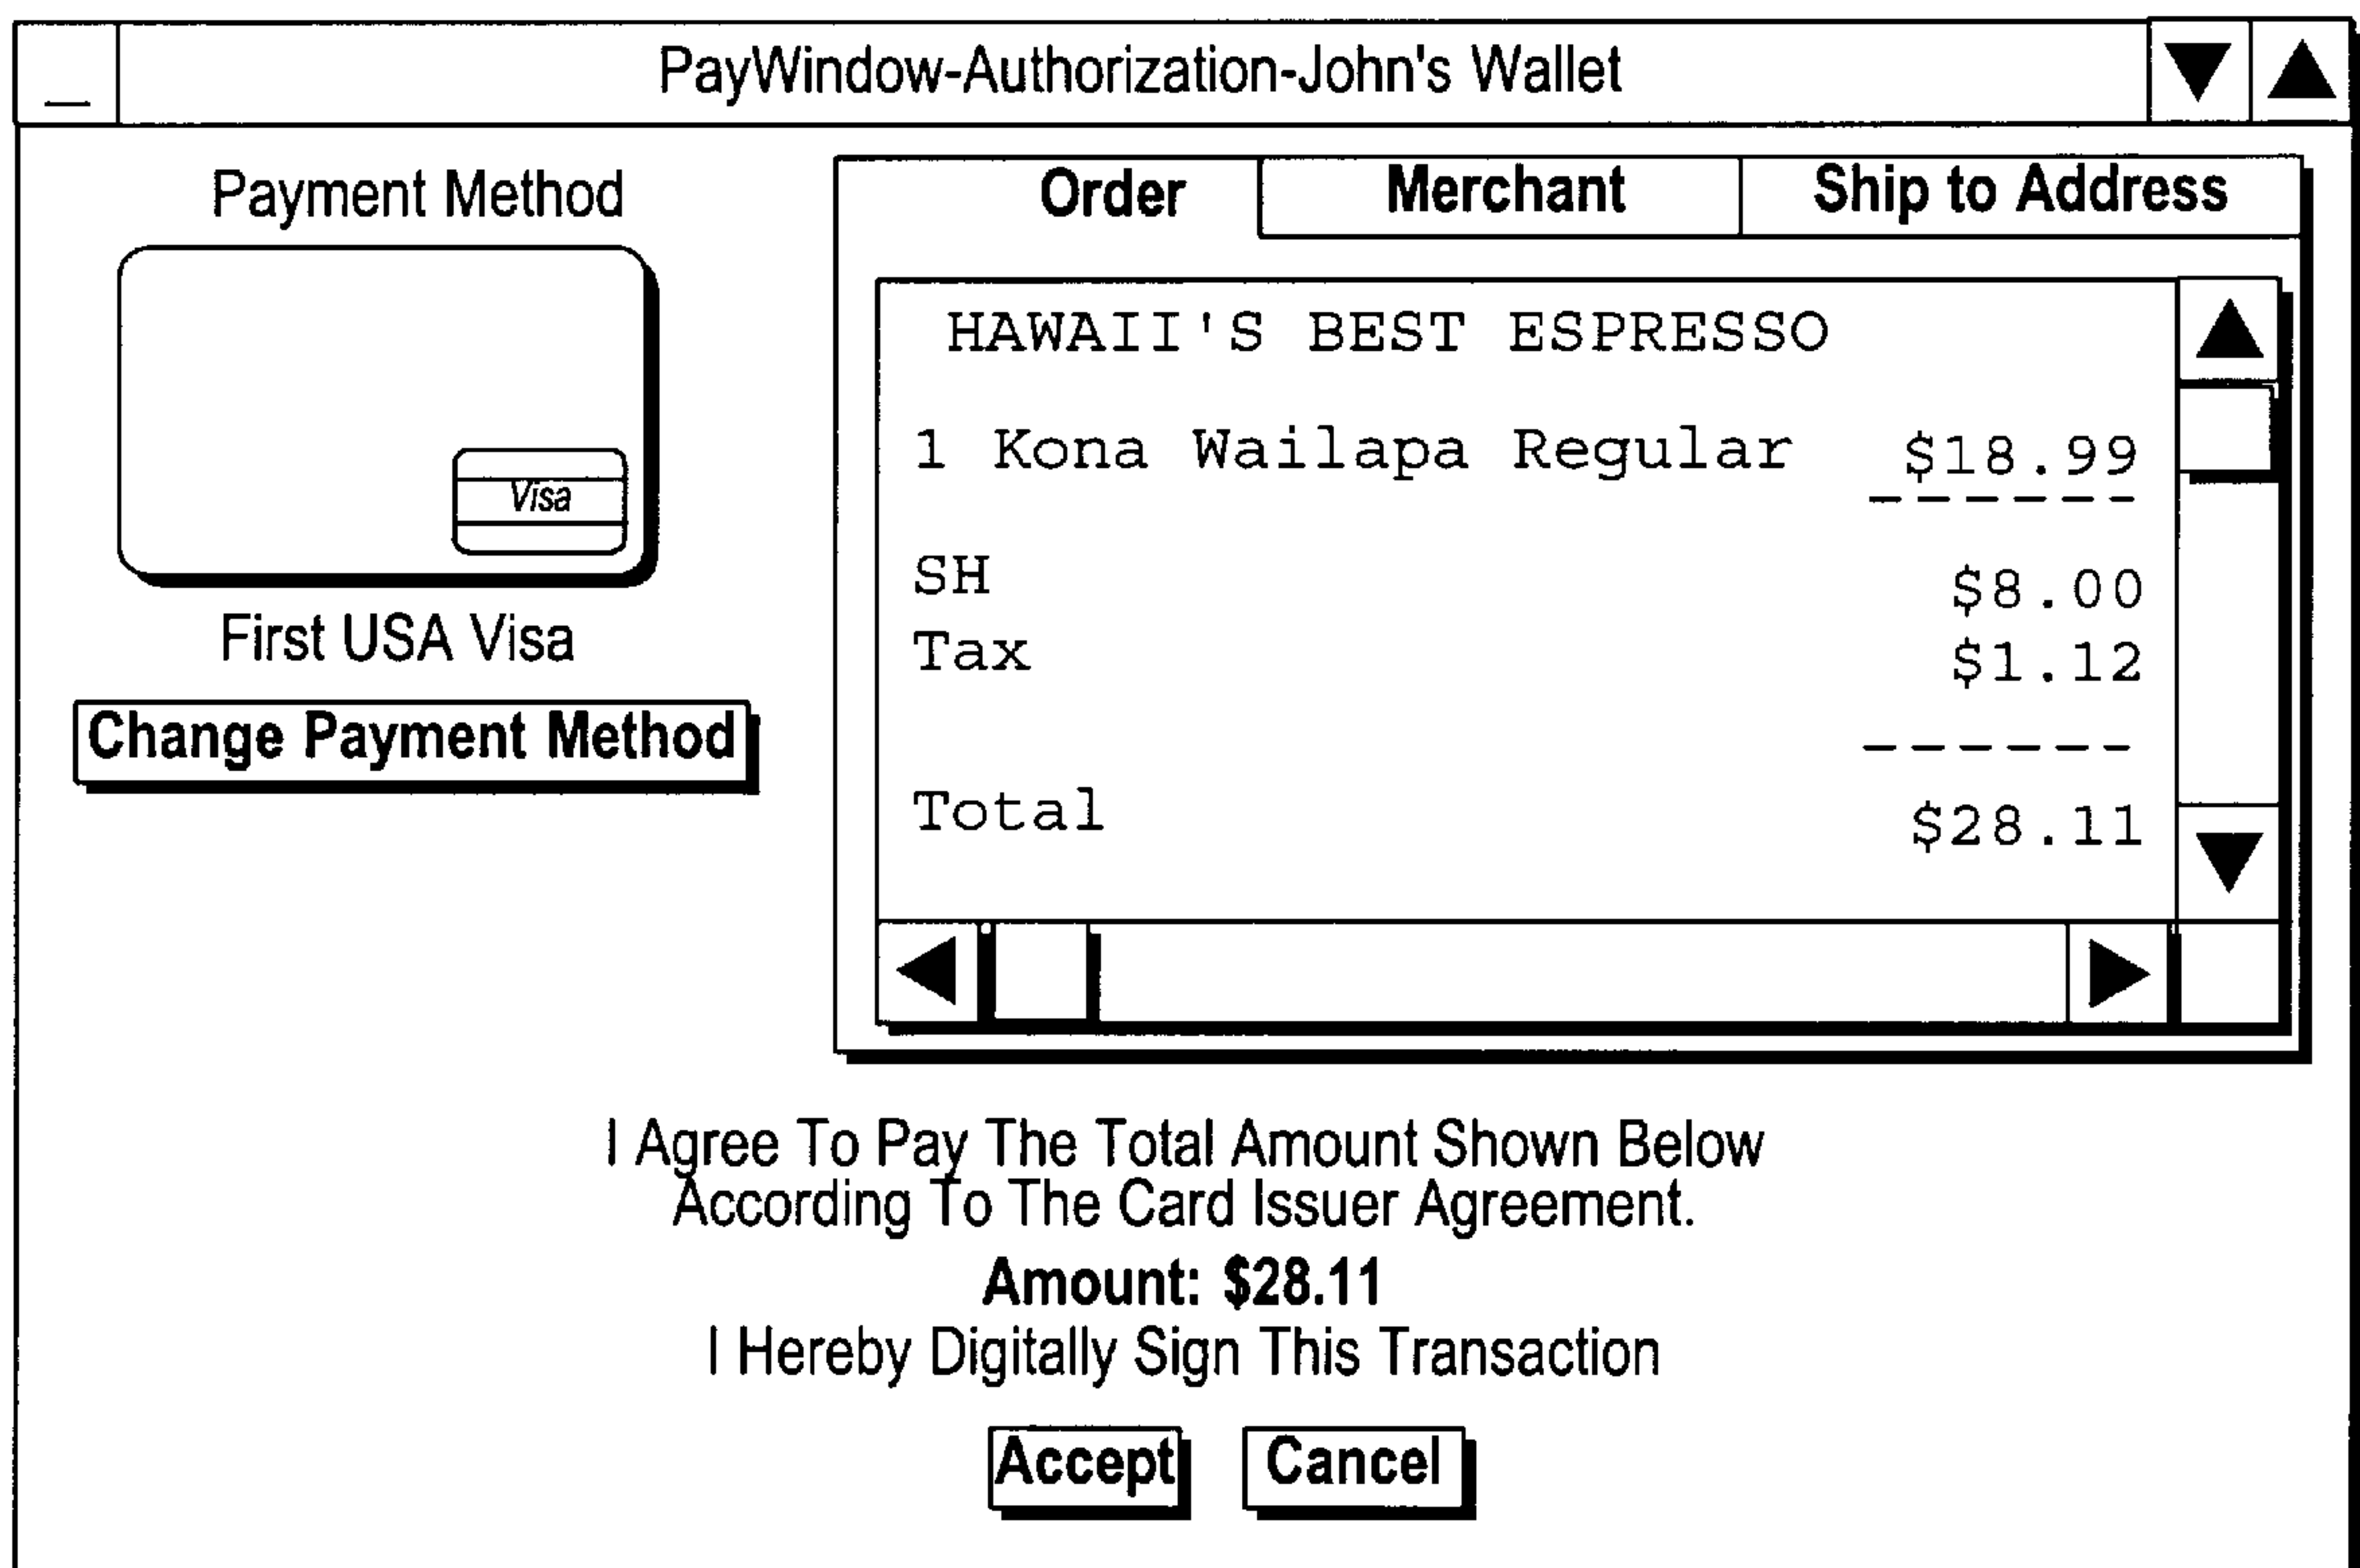 PayWindow-Authorization-John's Wallet
Payment Method
Visa
First USA Visa
Change Payment Method
Order Merchant Ship to Address
HAWAII'S BEST ESPRESSO
1 Kona Wailapa Regular $18.99
------
SH $8.00
Tax $1.12
------
Total $28.11
I Agree To Pay The Total Amount Shown Below
According To The Card Issuer Agreement.
Amount: $28.11
I Hereby Digitally Sign This Transaction
Accept Cancel